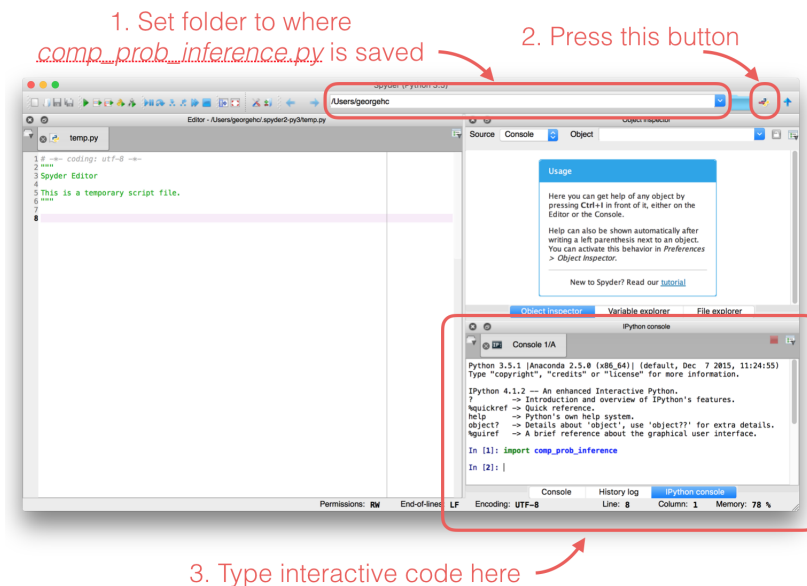 1. Set folder to where
comp_prob_inference.py is saved
2. Press this button
Spyder (Python 3.5)
/Users/georgehc
Editor - /Users/georgehc/.spyder2-py3/temp.py
temp.py
1 # -*- coding: utf-8 -*-
2 """
3 Spyder Editor
4
5 This is a temporary script file.
6 """
7
8
Object inspector
Source Console Object
Usage
Here you can get help of any object by
pressing Ctrl+I in front of it, either on the
Editor or the Console.
Help can also be shown automatically after
writing a left parenthesis next to an object.
You can activate this behavior in Preferences
> Object Inspector.
New to Spyder? Read our tutorial
Object inspector Variable explorer File explorer
IPython console
IP: Console 1/A
Python 3.5.1 |Anaconda 2.5.0 (x86_64)| (default, Dec  7 2015, 11:24:55)
Type "copyright", "credits" or "license" for more information.
IPython 4.1.2 -- An enhanced Interactive Python.
?         -> Introduction and overview of IPython's features.
%quickref -> Quick reference.
help      -> Python's own help system.
object?   -> Details about 'object', use 'object??' for extra details.
%guiref   -> A brief reference about the graphical user interface.
In [1]: import comp_prob_inference
In [2]:
Console History log IPython console
Permissions: RW End-of-lines: LF Encoding: UTF-8 Line: 8 Column: 1 Memory: 78 %
3. Type interactive code here